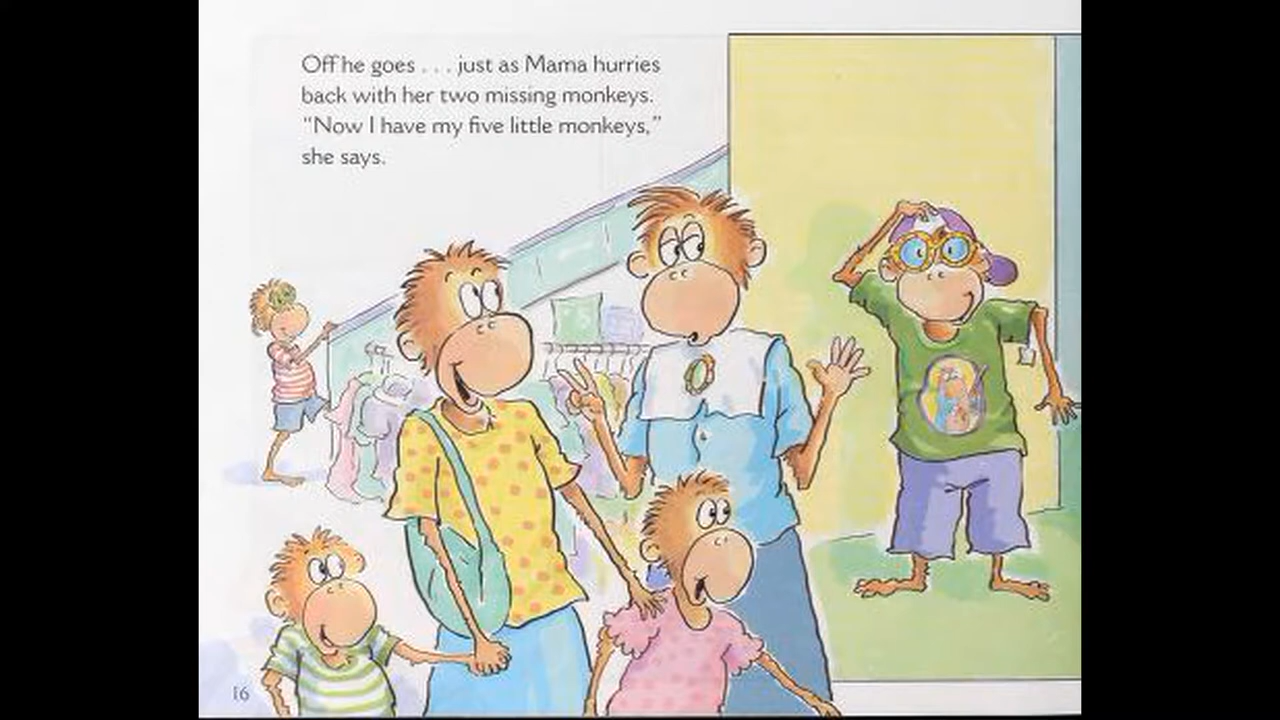 Off he goes . . . just as Mama hurries
back with her two missing monkeys.
“Now I have my five little monkeys,”
she says.
16